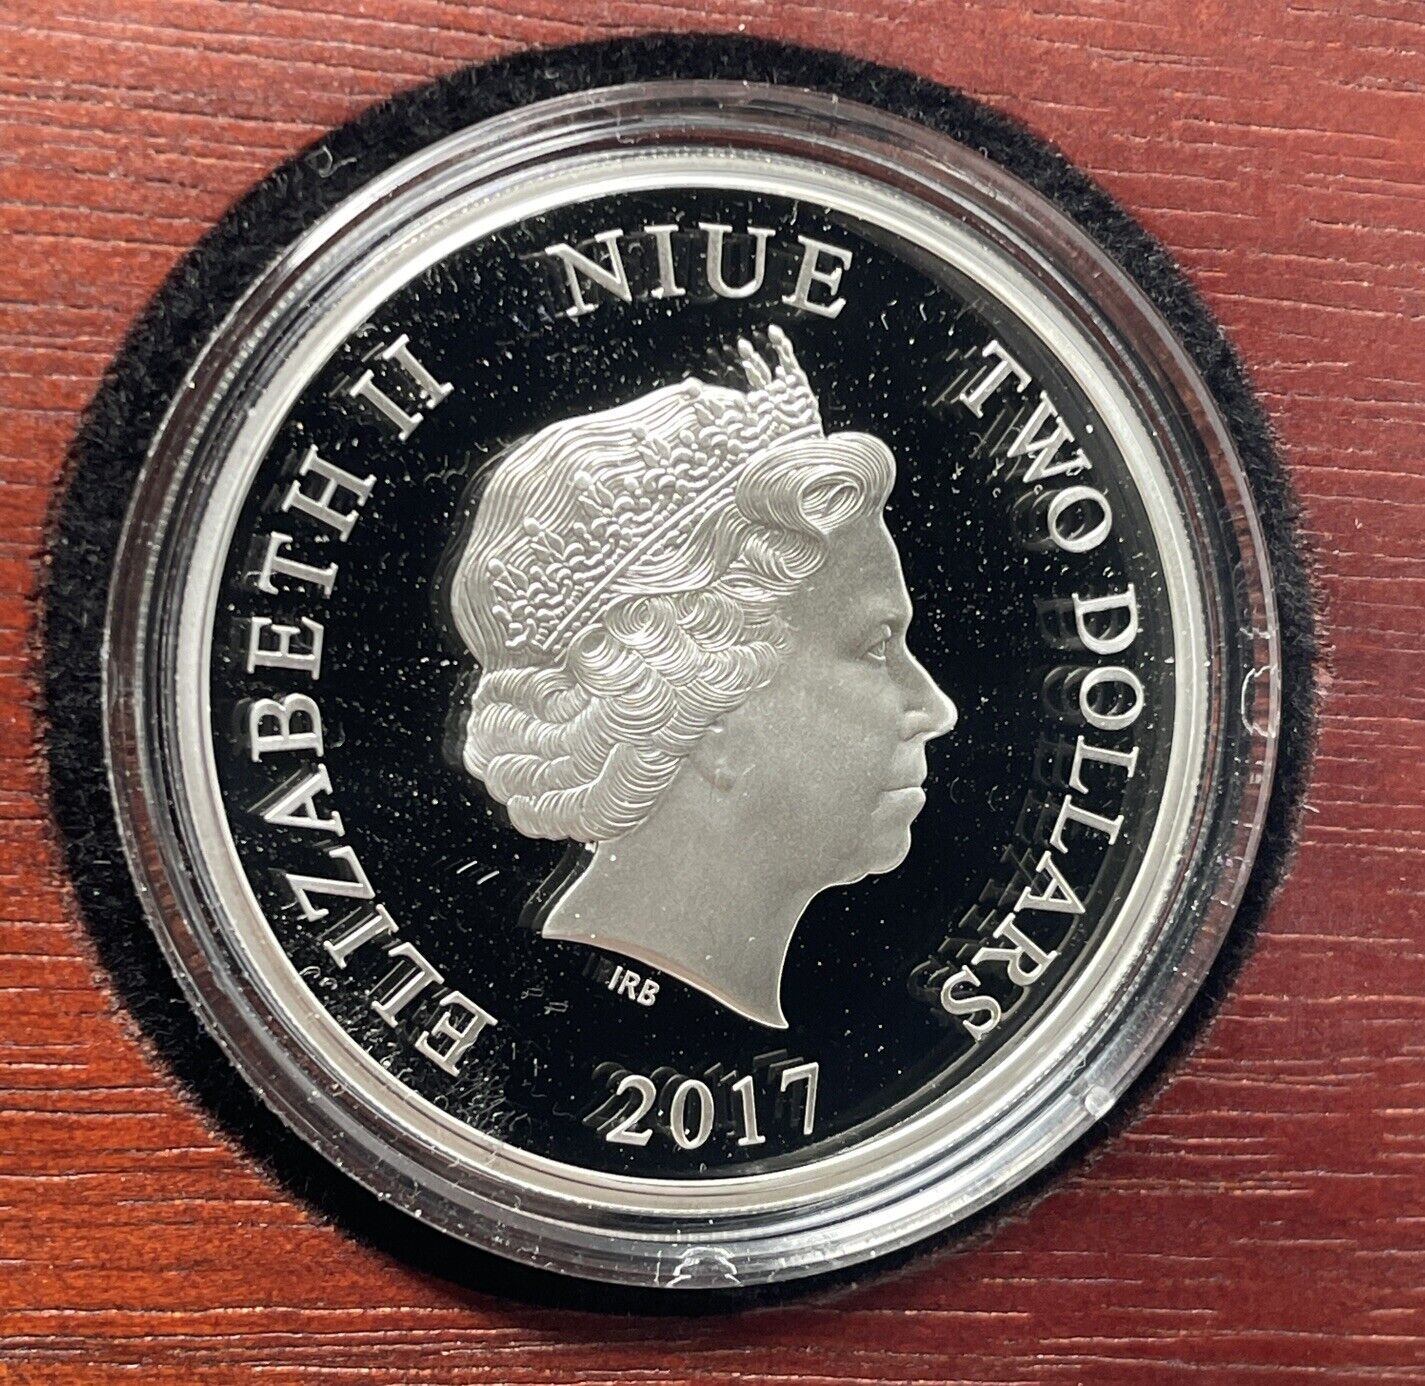 ELIZABETH II
NIUE
TWO DOLLARS
IRB
2017